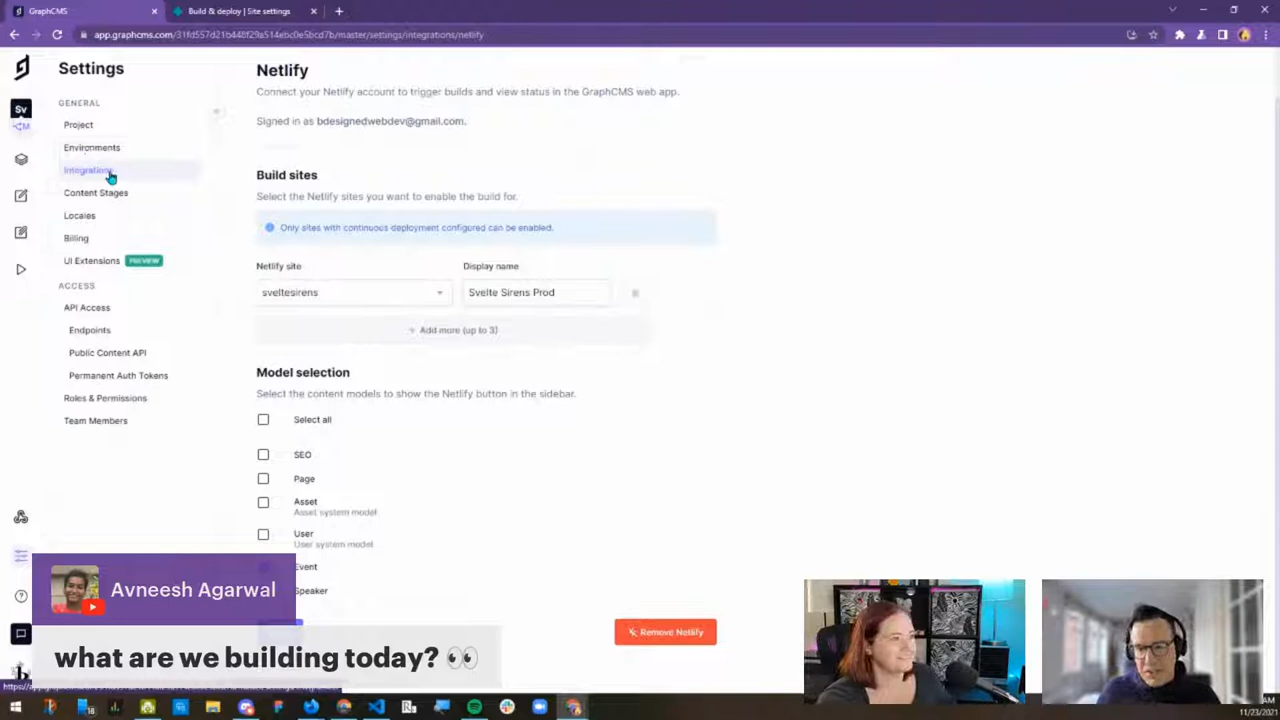 GraphCMS
Build & deploy | Site settings
app.graphcms.com/31fd557d21b448f29a514ebc0e5bcd7b/master/settings/integrations/netlify
Settings
Sv
GENERAL
Project
Environments
Integrations
Content Stages
Locales
Billing
UI Extensions PREVIEW
ACCESS
API Access
Endpoints
Public Content API
Permanent Auth Tokens
Roles & Permissions
Team Members
Netlify
Connect your Netlify account to trigger builds and view status in the GraphCMS web app.
Signed in as bdesignedwebdev@gmail.com.
Build sites
Select the Netlify sites you want to enable the build for.
Only sites with continuous deployment configured can be enabled.
Netlify site Display name
sveltesirens Svelte Sirens Prod
+ Add more (up to 3)
Model selection
Select the content models to show the Netlify button in the sidebar.
Select all
SEO
Page
Asset
Asset system model
User
User system model
Event
Speaker
Remove Netlify
Avneesh Agarwal
what are we building today? 👀
AM
11/23/2021